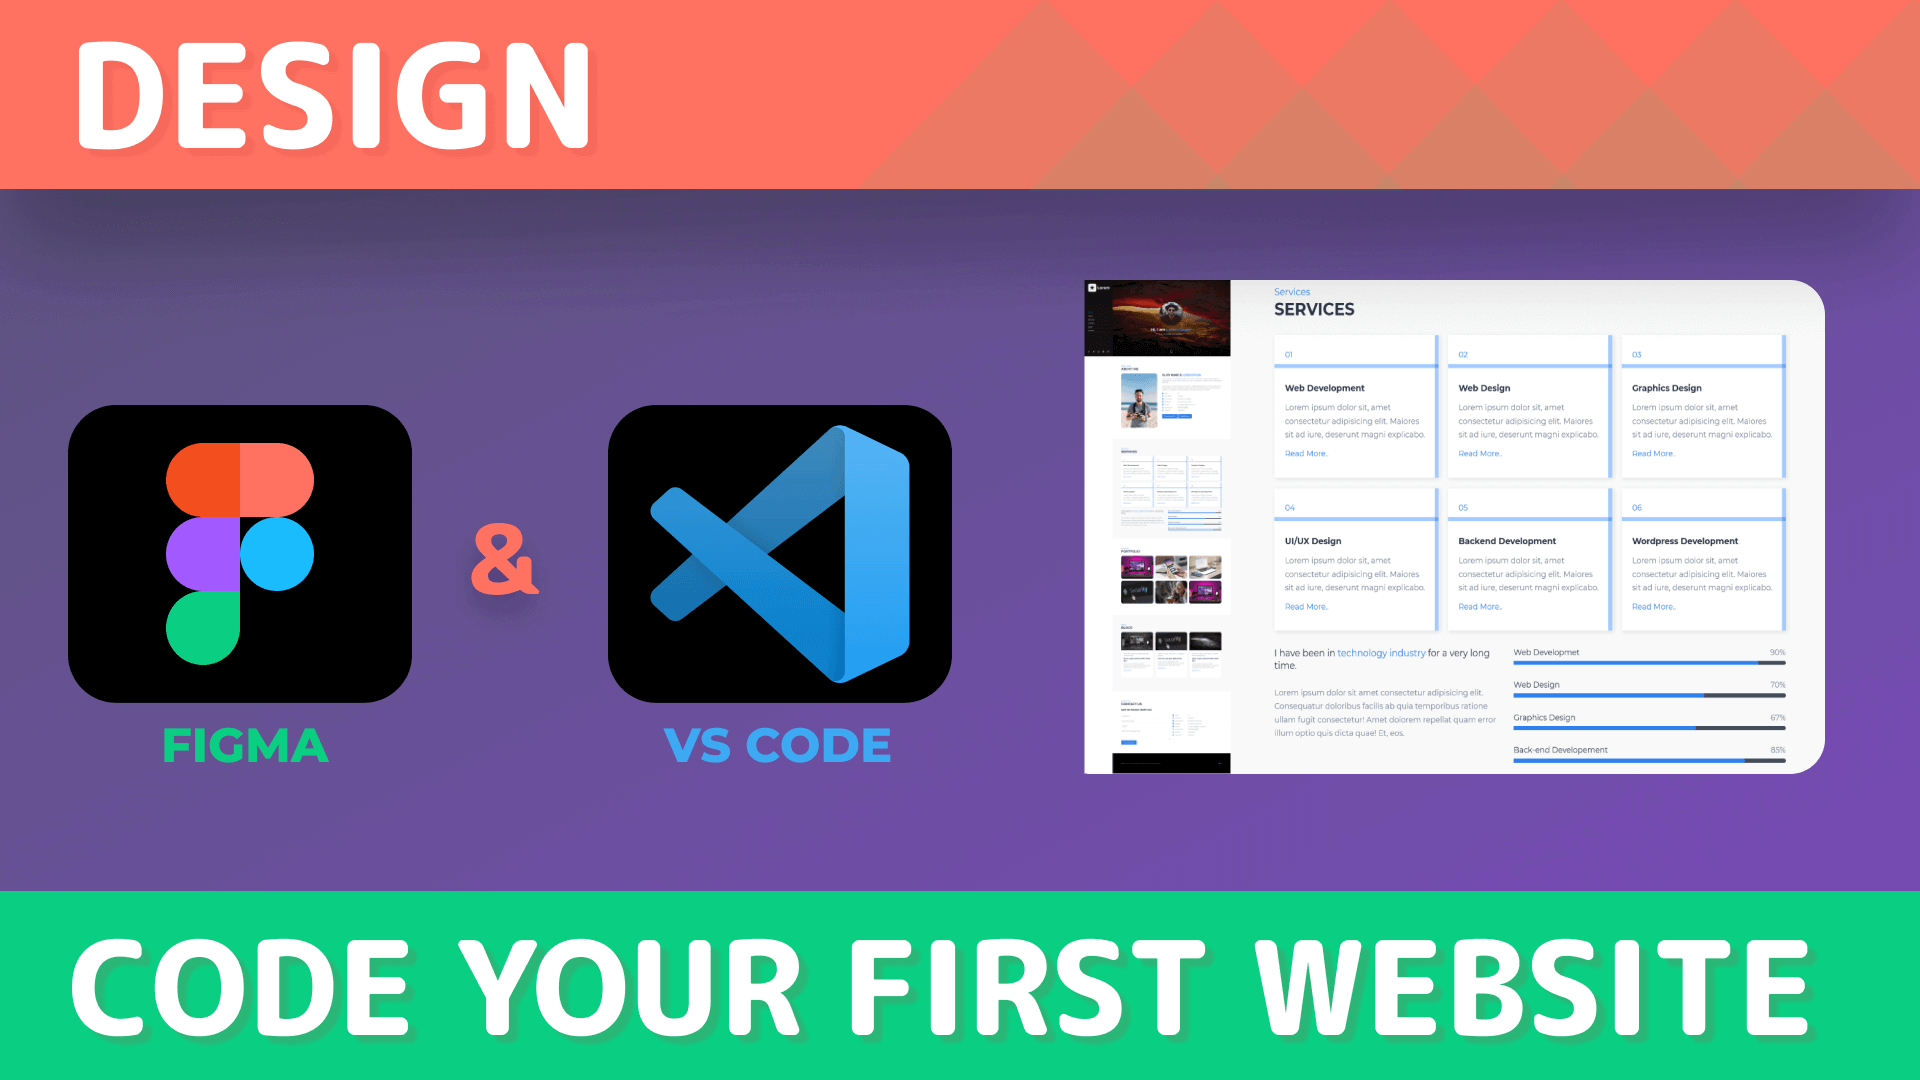 DESIGN
FIGMA
&
VS CODE
Services
SERVICES
01
Web Development
Lorem ipsum dolor sit, amet
consectetur adipisicing elit. Maiores
sit ad iure, deserunt magni explicabo.
Read More..
02
Web Design
Lorem ipsum dolor sit, amet
consectetur adipisicing elit. Maiores
sit ad iure, deserunt magni explicabo.
Read More..
03
Graphics Design
Lorem ipsum dolor sit, amet
consectetur adipisicing elit. Maiores
sit ad iure, deserunt magni explicabo.
Read More..
04
UI/UX Design
Lorem ipsum dolor sit, amet
consectetur adipisicing elit. Maiores
sit ad iure, deserunt magni explicabo.
Read More..
05
Backend Development
Lorem ipsum dolor sit, amet
consectetur adipisicing elit. Maiores
sit ad iure, deserunt magni explicabo.
Read More..
06
Wordpress Development
Lorem ipsum dolor sit, amet
consectetur adipisicing elit. Maiores
sit ad iure, deserunt magni explicabo.
Read More..
I have been in technology industry for a very long
time.
Lorem ipsum dolor sit amet consectetur adipisicing elit.
Consequatur doloribus facilis ab quia temporibus ratione
ullam fugit consectetur! Amet dolorem repellat quam error
illum optio quis dicta quae! Et, eos.
Web Developmet 90%
Web Design 70%
Graphics Design 67%
Back-end Developement 85%
CODE YOUR FIRST WEBSITE